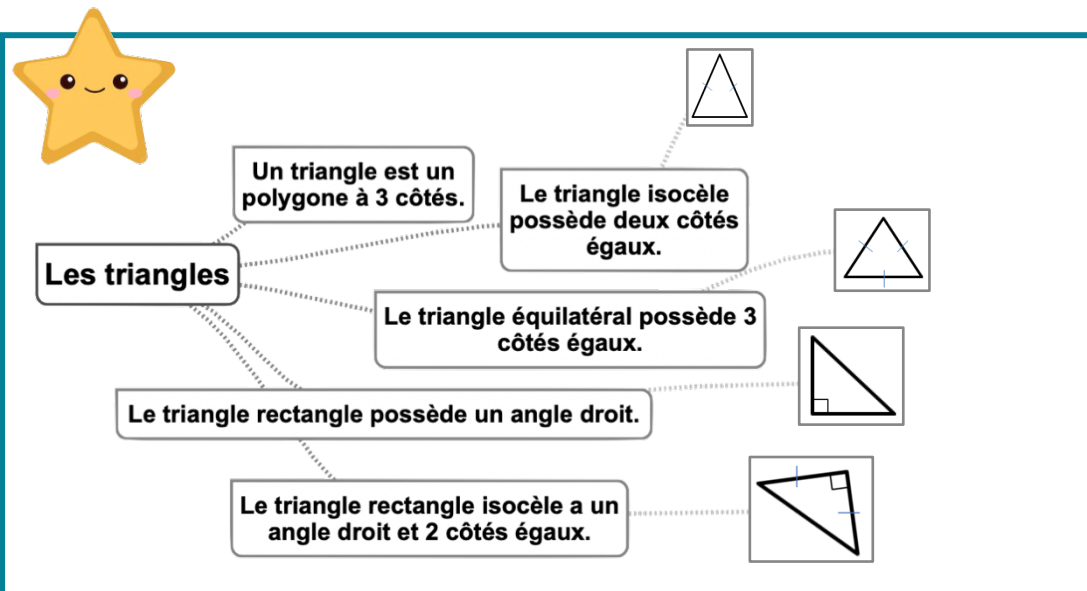 Un triangle est un
polygone à 3 côtés.
Le triangle isocèle
possède deux côtés
égaux.
Les triangles
Le triangle équilatéral possède 3
côtés égaux.
Le triangle rectangle possède un angle droit.
Le triangle rectangle isocèle a un
angle droit et 2 côtés égaux.